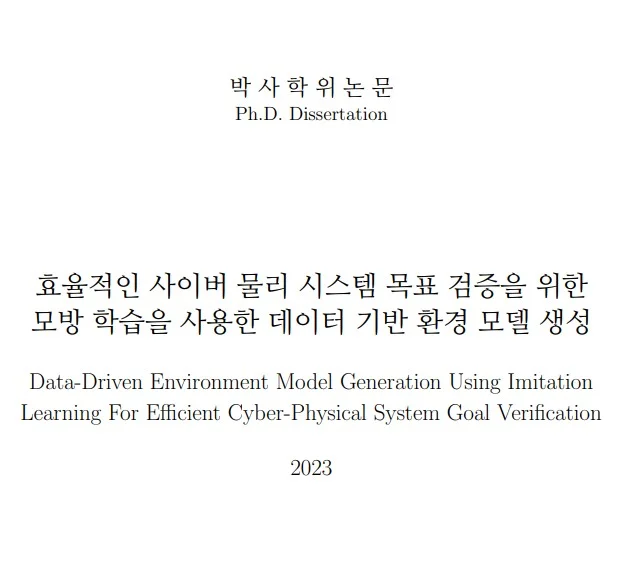 박 사 학 위 논 문
Ph.D. Dissertation
효율적인 사이버 물리 시스템 목표 검증을 위한
모방 학습을 사용한 데이터 기반 환경 모델 생성
Data-Driven Environment Model Generation Using Imitation
Learning For Efficient Cyber-Physical System Goal Verification
2023